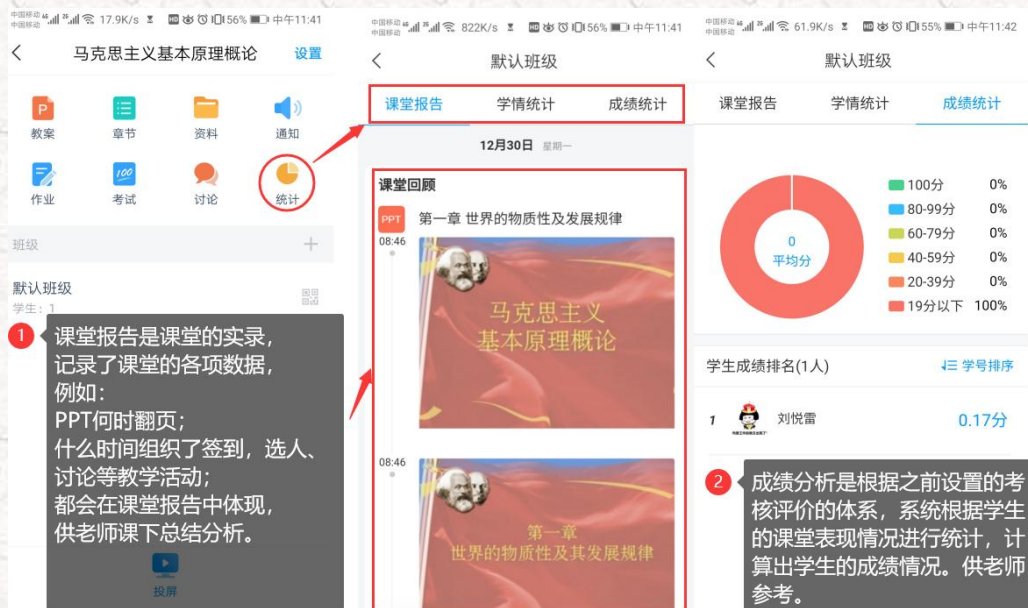 中国移动
中国移动
17.9K/s
56%
中午11:41
马克思主义基本原理概论
设置
教案
章节
资料
通知
作业
100
考试
讨论
统计
班级
默认班级
学生：1
1
课堂报告是课堂的实录，
记录了课堂的各项数据，
例如：
PPT何时翻页；
什么时间组织了签到，选人、
讨论等教学活动；
都会在课堂报告中体现，
供老师课下总结分析。
投屏
中国移动
中国移动
822K/s
56%
中午11:41
默认班级
课堂报告 学情统计 成绩统计
12月30日 星期一
课堂回顾
PPT 第一章 世界的物质性及发展规律
08:46
马克思主义
基本原理概论
08:46
第一章
世界的物质性及其发展规律
中国移动
中国移动
61.9K/s
55%
中午11:42
默认班级
课堂报告 学情统计 成绩统计
0
平均分
100分 0%
80-99分 0%
60-79分 0%
40-59分 0%
20-39分 0%
19分以下 100%
学生成绩排名(1人) 学号排序
1 刘悦雷 0.17分
2
成绩分析是根据之前设置的考
核评价的体系，系统根据学生
的课堂表现情况进行统计，计
算出学生的成绩情况。供老师
参考。